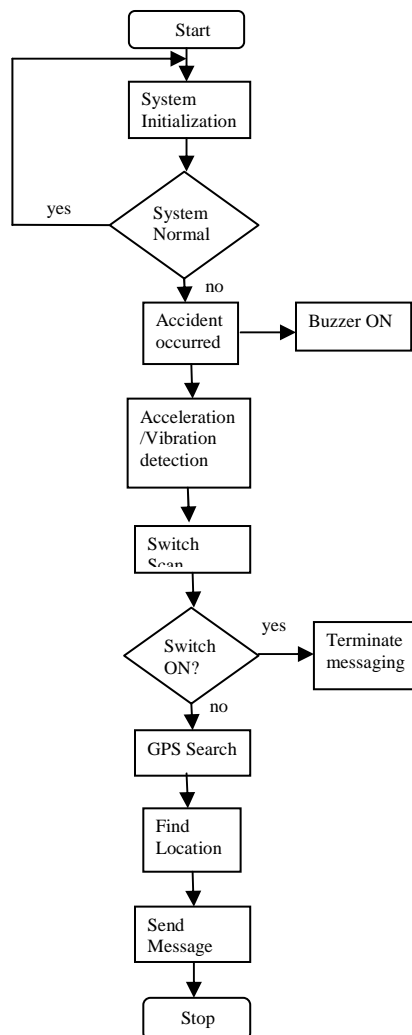 Start
System
Initialization
yes
System
Normal
no
Accident
occurred
Buzzer ON
Acceleration
/Vibration
detection
Switch
Scan
yes
Switch
ON?
Terminate
messaging
no
GPS Search
Find
Location
Send
Message
Stop